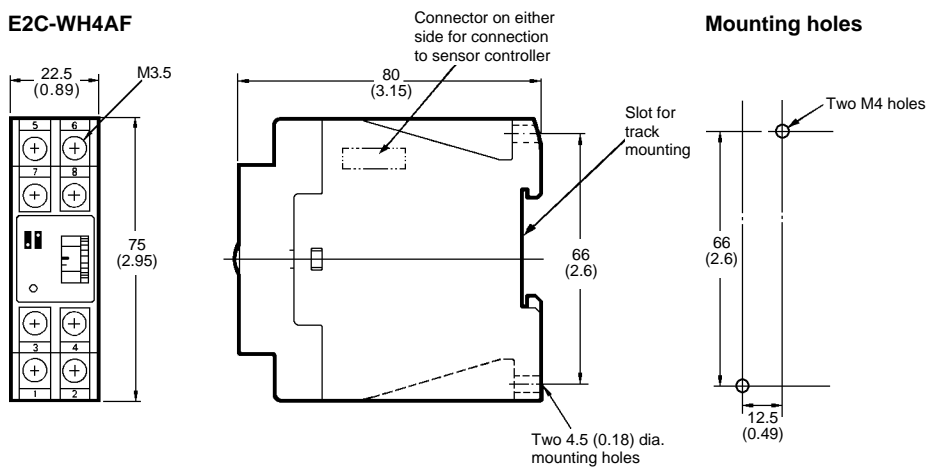 E2C-WH4AF
Connector on either
side for connection
to sensor controller
Mounting holes
22.5
(0.89)
M3.5
80
(3.15)
Slot for
track
mounting
Two M4 holes
5 6
7 8
75
(2.95)
66
(2.6)
66
(2.6)
3 4
1 2
12.5
(0.49)
Two 4.5 (0.18) dia.
mounting holes